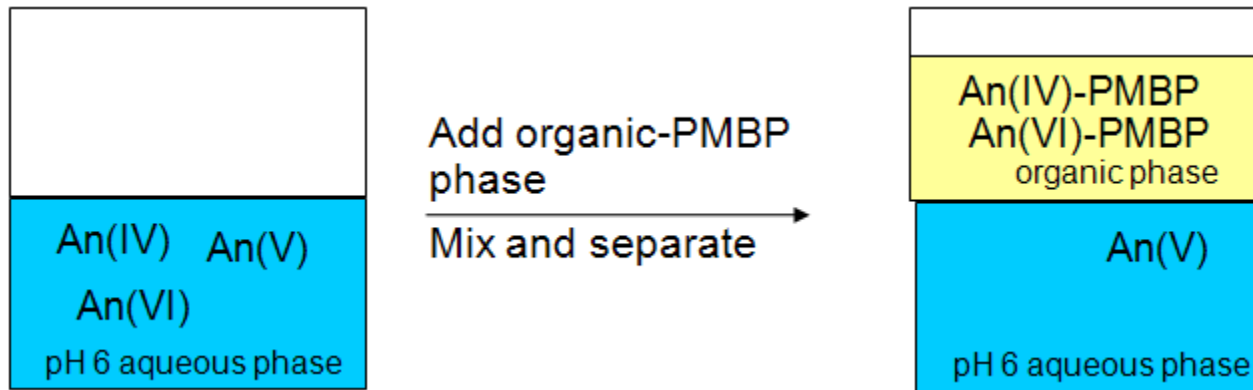 An(IV) An(V)
An(VI)
pH 6 aqueous phase
Add organic-PMBP
phase
Mix and separate
An(IV)-PMBP
An(VI)-PMBP
organic phase
An(V)
pH 6 aqueous phase